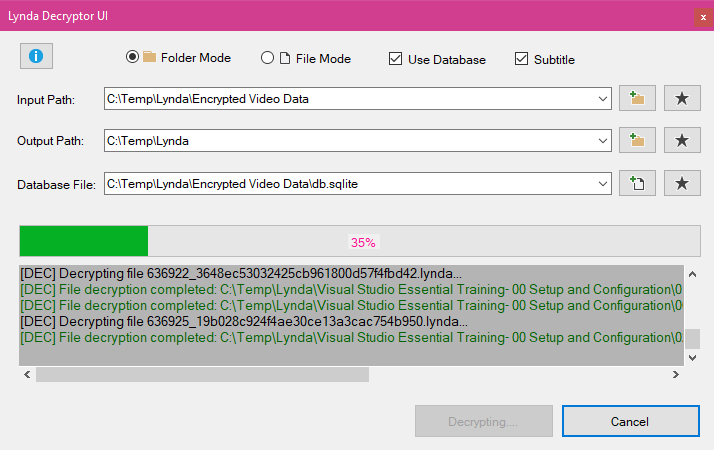 Lynda Decryptor UI
Folder Mode File Mode Use Database Subtitle
Input Path: C:\Temp\Lynda\Encrypted Video Data
Output Path: C:\Temp\Lynda
Database File: C:\Temp\Lynda\Encrypted Video Data\db.sqlite
35%
[DEC] Decrypting file 636922_3648ec53032425cb961800d57f4fbd42.lynda...
[DEC] File decryption completed: C:\Temp\Lynda\Visual Studio Essential Training- 00 Setup and Configuration\0
[DEC] File decryption completed: C:\Temp\Lynda\Visual Studio Essential Training- 00 Setup and Configuration\0
[DEC] Decrypting file 636925_19b028c924f4ae30ce13a3cac754b950.lynda...
[DEC] File decryption completed: C:\Temp\Lynda\Visual Studio Essential Training- 00 Setup and Configuration\0
Decrypting.... Cancel